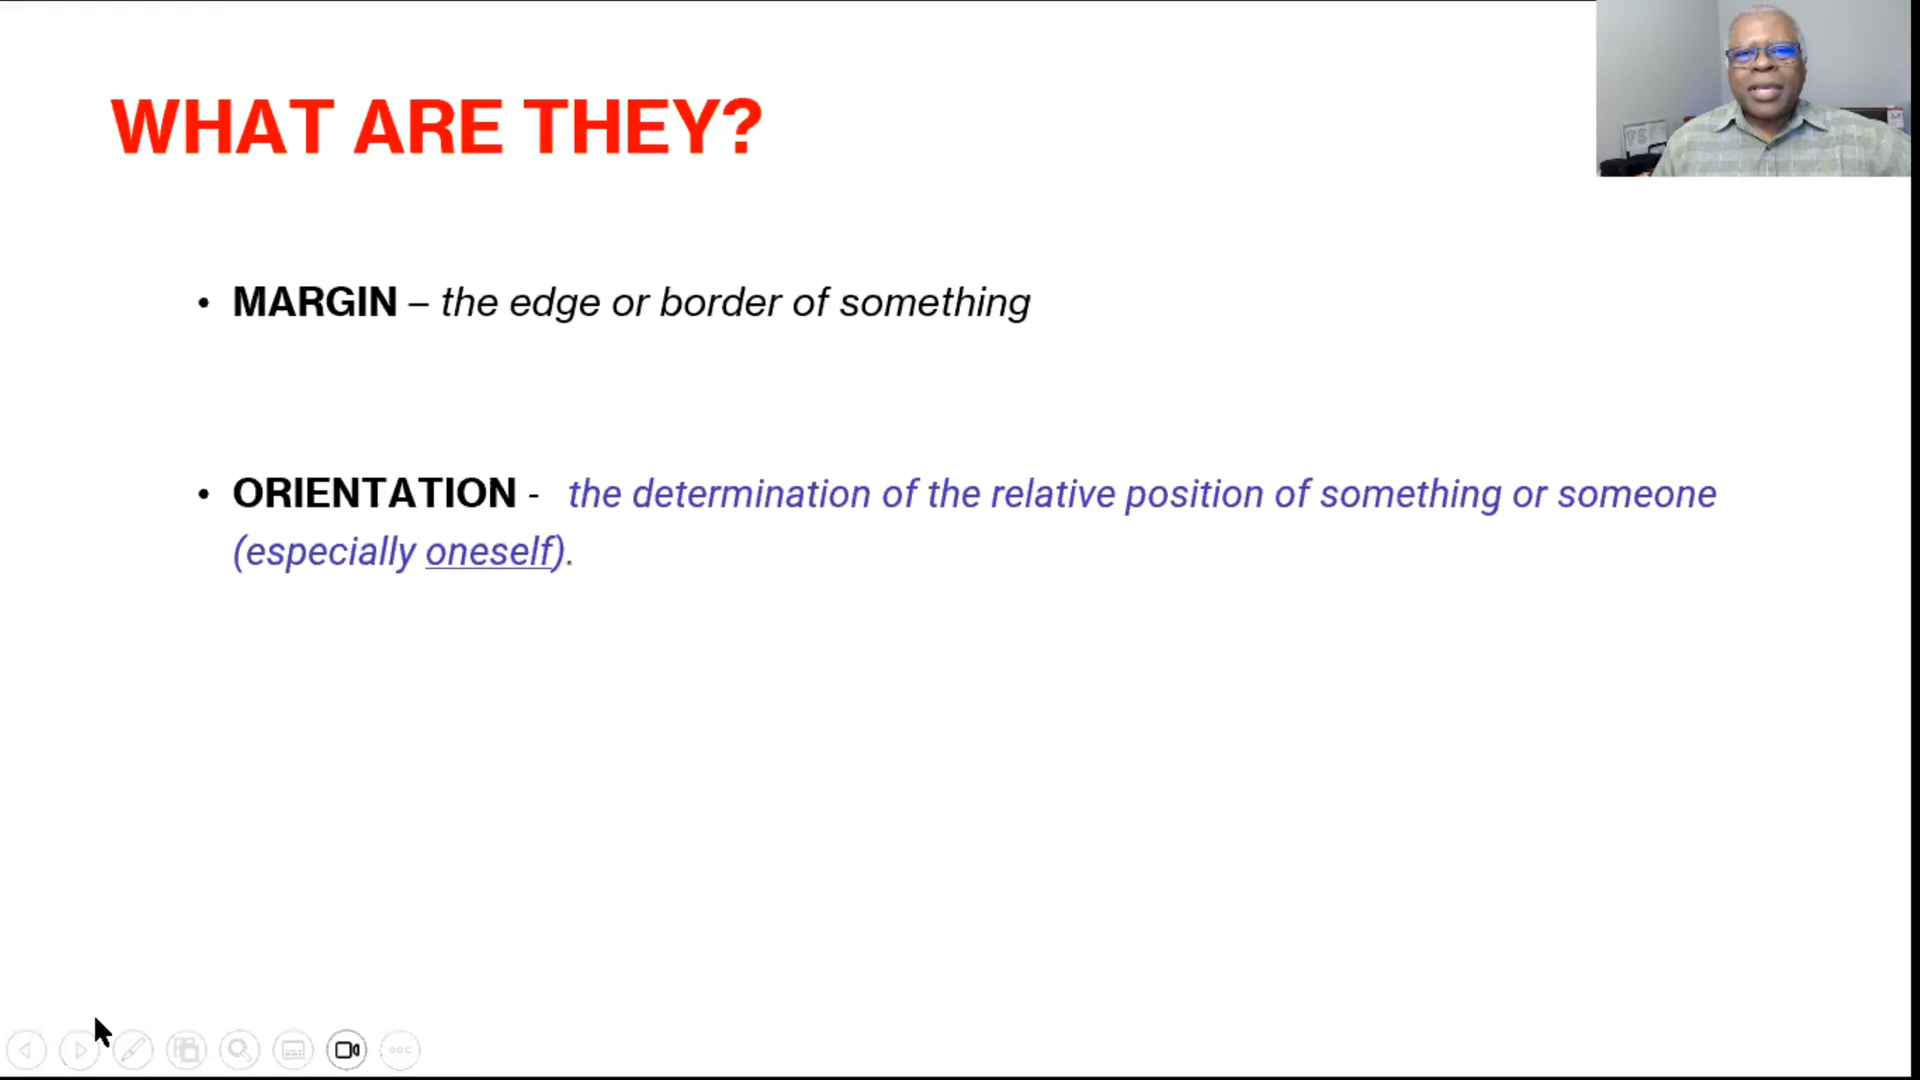 WHAT ARE THEY?
• MARGIN – the edge or border of something
• ORIENTATION - the determination of the relative position of something or someone
(especially oneself).